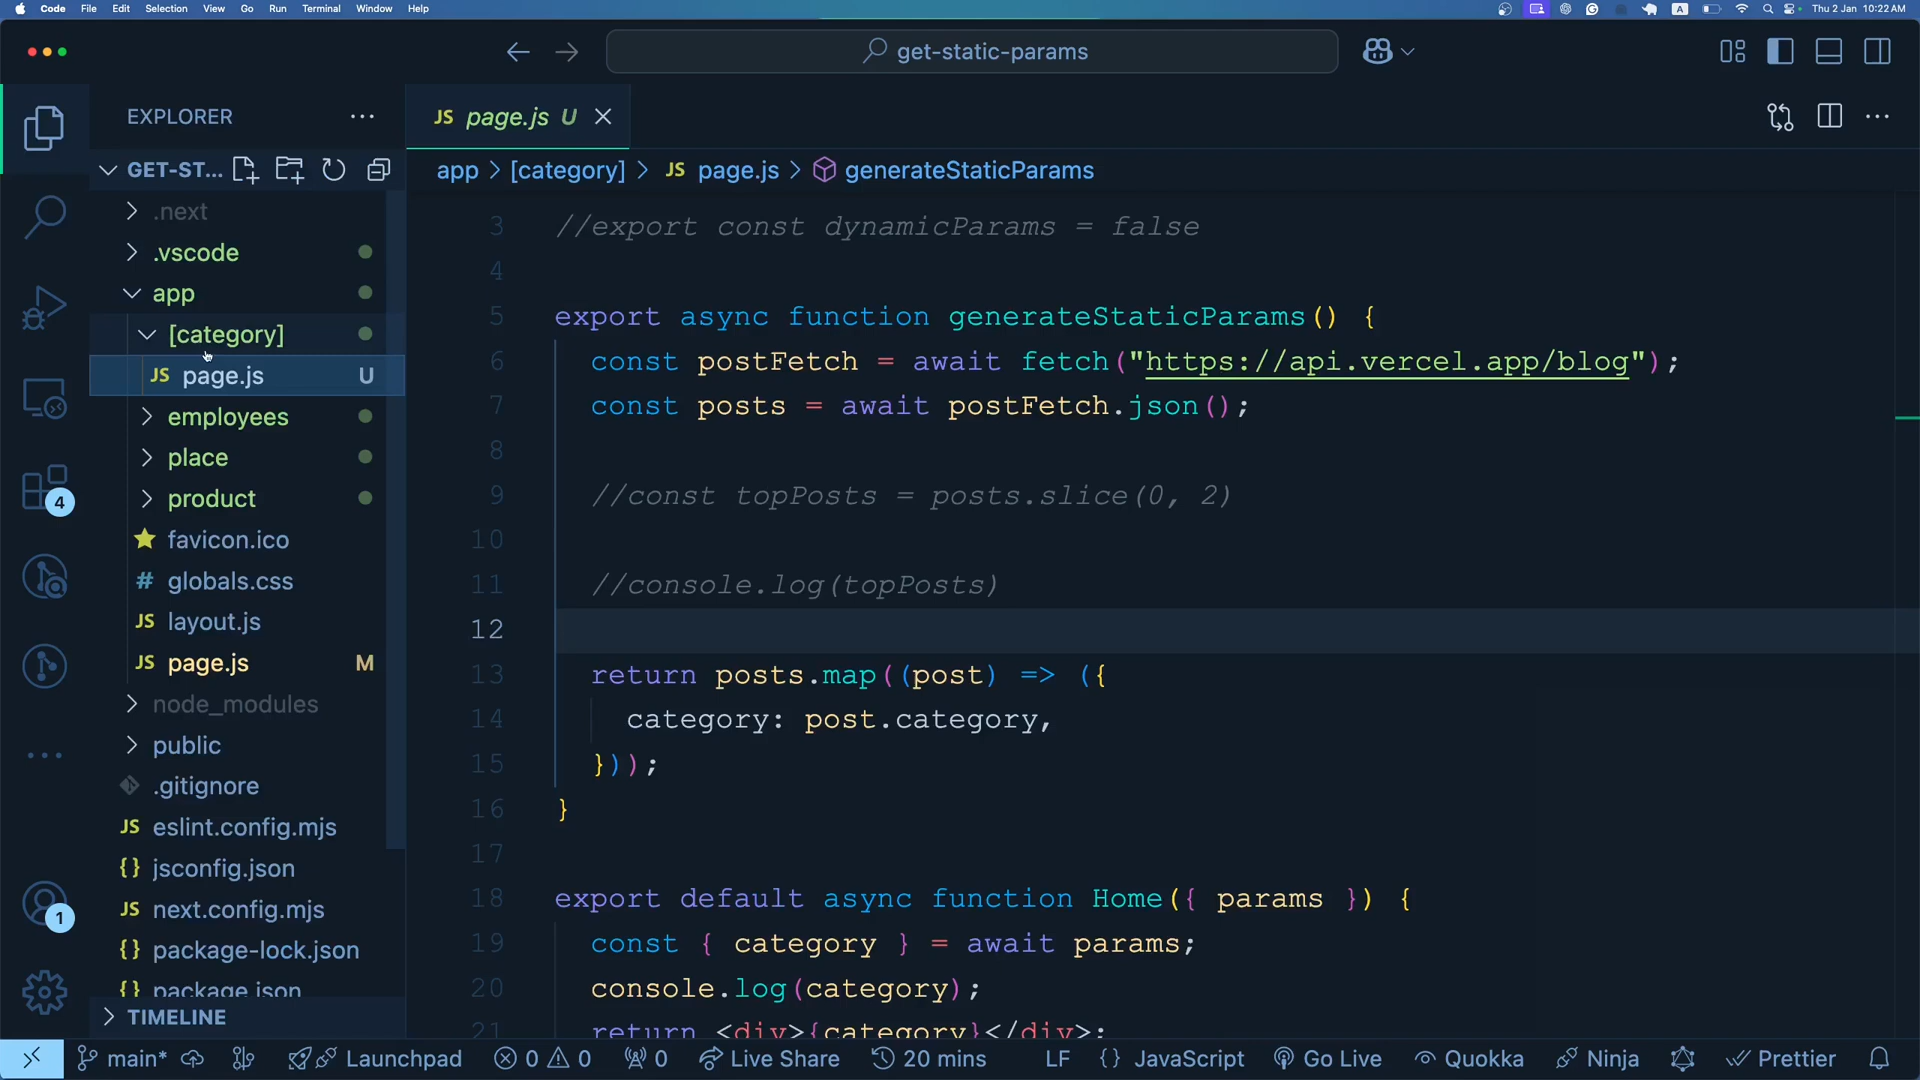 Code File Edit Selection View Go Run Terminal Window Help
A Thu 2 Jan 10:22 AM
get-static-params
EXPLORER
JS page.js U
GET-ST...
app > [category] > JS page.js > generateStaticParams
.next
.vscode
app
[category]
JS page.js U
employees
place
product
favicon.ico
# globals.css
JS layout.js
JS page.js M
node_modules
public
.gitignore
JS eslint.config.mjs
{} jsconfig.json
JS next.config.mjs
{} package-lock.json
{} package.json
TIMELINE
4
1
3 //export const dynamicParams = false
4
5 export async function generateStaticParams() {
6 const postFetch = await fetch("https://api.vercel.app/blog");
7 const posts = await postFetch.json();
8
9 //const topPosts = posts.slice(0, 2)
10
11 //console.log(topPosts)
12
13 return posts.map((post) => ({
14 category: post.category,
15 }));
16 }
17
18 export default async function Home({ params }) {
19 const { category } = await params;
20 console.log(category);
21 return <div>{category}</div>;
main* Launchpad 0 0 0 Live Share 20 mins LF {} JavaScript Go Live Quokka Ninja Prettier